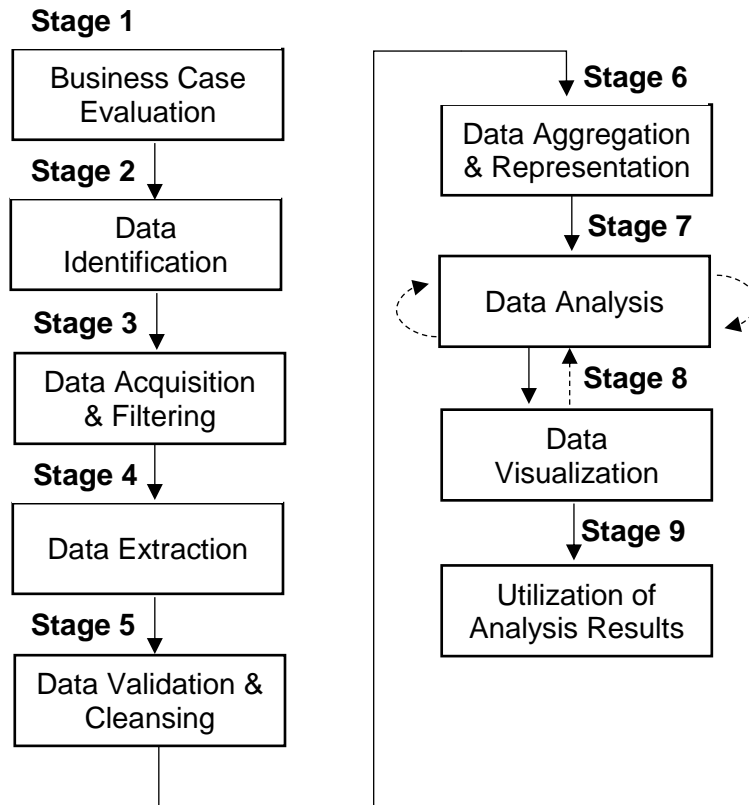 Stage 1
Business Case
Evaluation
Stage 2
Data
Identification
Stage 3
Data Acquisition
& Filtering
Stage 4
Data Extraction
Stage 5
Data Validation &
Cleansing
Stage 6
Data Aggregation
& Representation
Stage 7
Data Analysis
Stage 8
Data
Visualization
Stage 9
Utilization of
Analysis Results